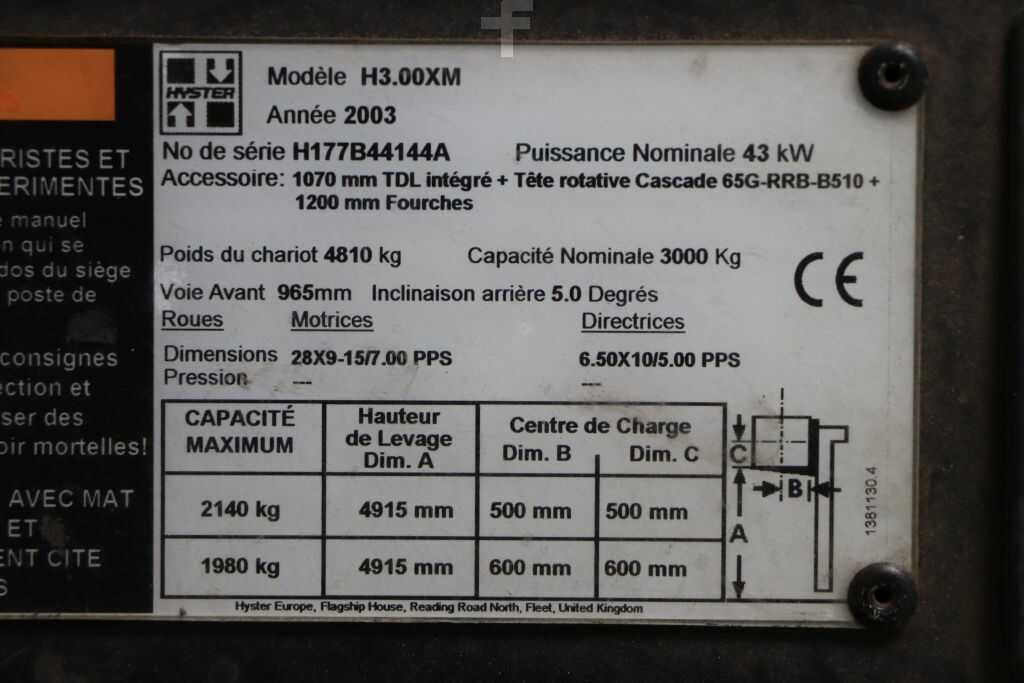 f
RISTES ET
ERIMENTES
manuel
n qui se
dos du siège
poste de
consignes
ection et
ser des
oir mortelles!
AVEC MAT
ET
ENT CITE
S
HYSTER
Modèle H3.00XM
Année 2003
No de série H177B44144A Puissance Nominale 43 kW
Accessoire: 1070 mm TDL intégré + Tête rotative Cascade 65G-RRB-B510 +
1200 mm Fourches
Poids du chariot 4810 kg Capacité Nominale 3000 Kg
CE
Voie Avant 965mm Inclinaison arrière 5.0 Degrés
Roues Motrices Directrices
Dimensions 28X9-15/7.00 PPS 6.50X10/5.00 PPS
Pression --- ---
CAPACITÉ
MAXIMUM
Hauteur
de Levage
Dim. A
Centre de Charge
Dim. B Dim. C
2140 kg 4915 mm 500 mm 500 mm
1980 kg 4915 mm 600 mm 600 mm
C
B
A
1381130.4
Hyster Europe, Flagship House, Reading Road North, Fleet, United Kingdom